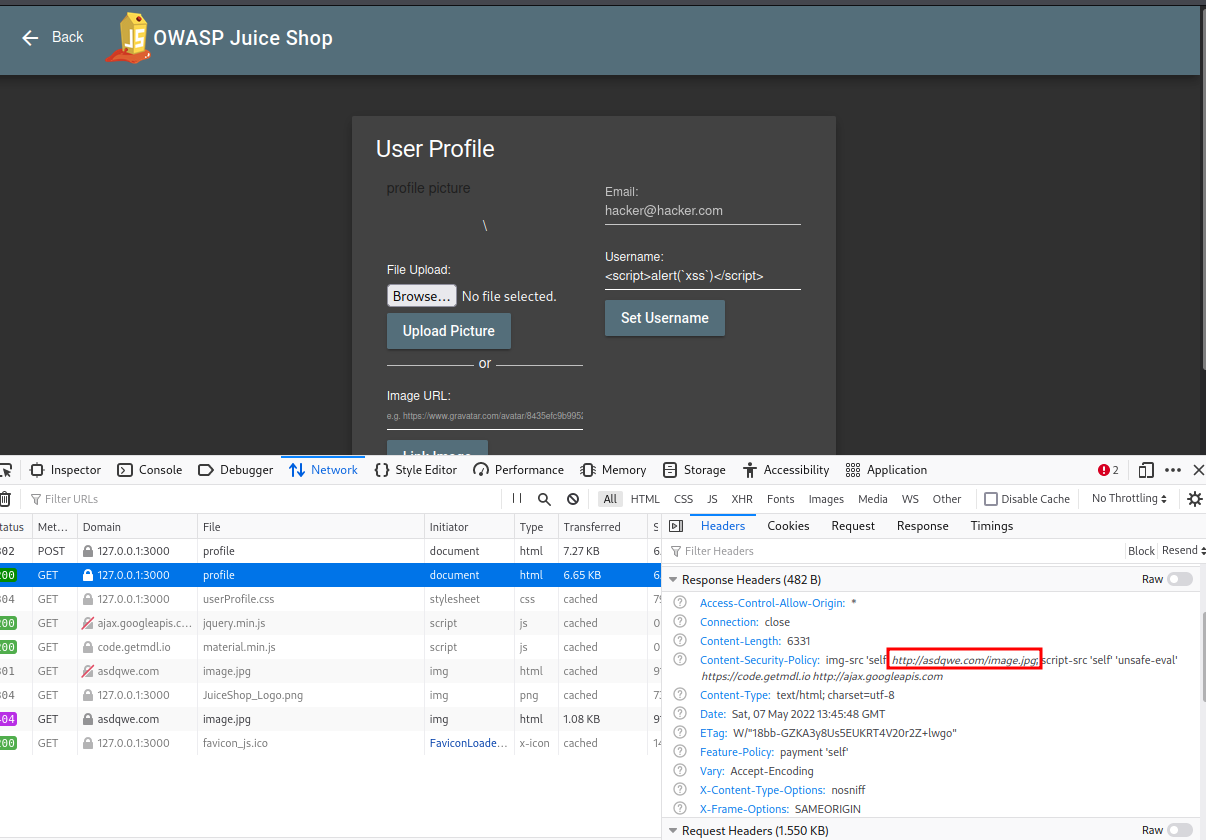 Back
OWASP Juice Shop
User Profile
profile picture
\
File Upload:
Browse... No file selected.
Upload Picture
or
Image URL:
e.g. https://www.gravatar.com/avatar/8435efc9b995
Email:
hacker@hacker.com
Username:
<script>alert(`xss`)</script>
Set Username
Inspector Console Debugger Network Style Editor Performance Memory Storage Accessibility Application 2
Filter URLs All HTML CSS JS XHR Fonts Images Media WS Other Disable Cache No Throttling
tatus Met... Domain File Initiator Type Transferred S
302 POST 127.0.0.1:3000 profile document html 7.27 KB 6.
200 GET 127.0.0.1:3000 profile document html 6.65 KB 6
304 GET 127.0.0.1:3000 userProfile.css stylesheet css cached 79
200 GET ajax.googleapis.c... jquery.min.js script js cached 0
200 GET code.getmdl.io material.min.js script js cached 0
301 GET asdqwe.com image.jpg img html cached 9
304 GET 127.0.0.1:3000 JuiceShop_Logo.png img png cached 7
404 GET asdqwe.com image.jpg img html 1.08 KB 9
200 GET 127.0.0.1:3000 favicon_js.ico FaviconLoade... x-icon cached 14
Headers Cookies Request Response Timings
Filter Headers Block Resend
Response Headers (482 B) Raw
Access-Control-Allow-Origin: *
Connection: close
Content-Length: 6331
Content-Security-Policy: img-src 'self http://asdqwe.com/image.jpg; script-src 'self' 'unsafe-eval'
https://code.getmdl.io http://ajax.googleapis.com
Content-Type: text/html; charset=utf-8
Date: Sat, 07 May 2022 13:45:48 GMT
ETag: W/"18bb-GZKA3y8Us5EUKRT4V20r2Z+lwgo"
Feature-Policy: payment 'self'
Vary: Accept-Encoding
X-Content-Type-Options: nosniff
X-Frame-Options: SAMEORIGIN
Request Headers (1.550 KB) Raw